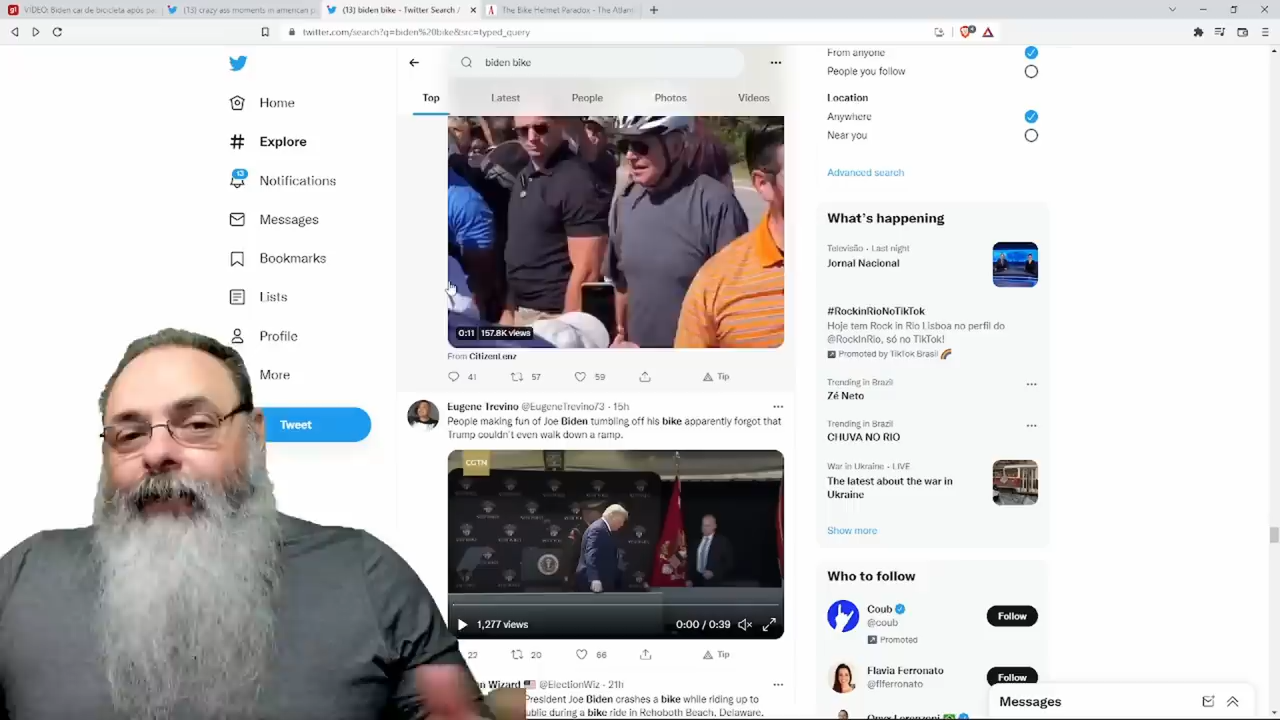 VIDEO: Biden cai de bicicleta após pa
(13) crazy ass moments in american p
(13) biden bike - Twitter Search /
The Bike Helmet Paradox - The Atlan
twitter.com/search?q=biden%20bike&src=typed_query
biden bike
Top
Latest
People
Photos
Videos
Home
Explore
13
Notifications
Messages
Bookmarks
Lists
Profile
More
Tweet
0:11
157.8K views
From CitizenLenz
41
57
59
Tip
Eugene Trevino @EugeneTrevino73 · 15h
People making fun of Joe Biden tumbling off his bike apparently forgot that
Trump couldn't even walk down a ramp.
CGTN
1,277 views
0:00 / 0:39
22
20
66
Tip
n Wizard @ElectionWiz · 21h
resident Joe Biden crashes a bike while riding up to
ublic during a bike ride in Rehoboth Beach, Delaware.
From anyone
People you follow
Location
Anywhere
Near you
Advanced search
What's happening
Televisão · Last night
Jornal Nacional
#RockinRioNoTikTok
Hoje tem Rock in Rio Lisboa no perfil do
@RockInRio, só no TikTok!
Promoted by TikTok Brasil
Trending in Brazil
Zé Neto
Trending in Brazil
CHUVA NO RIO
War in Ukraine · LIVE
The latest about the war in
Ukraine
Show more
Who to follow
Coub
@coub
Promoted
Follow
Flavia Ferronato
@flferronato
Follow
Messages